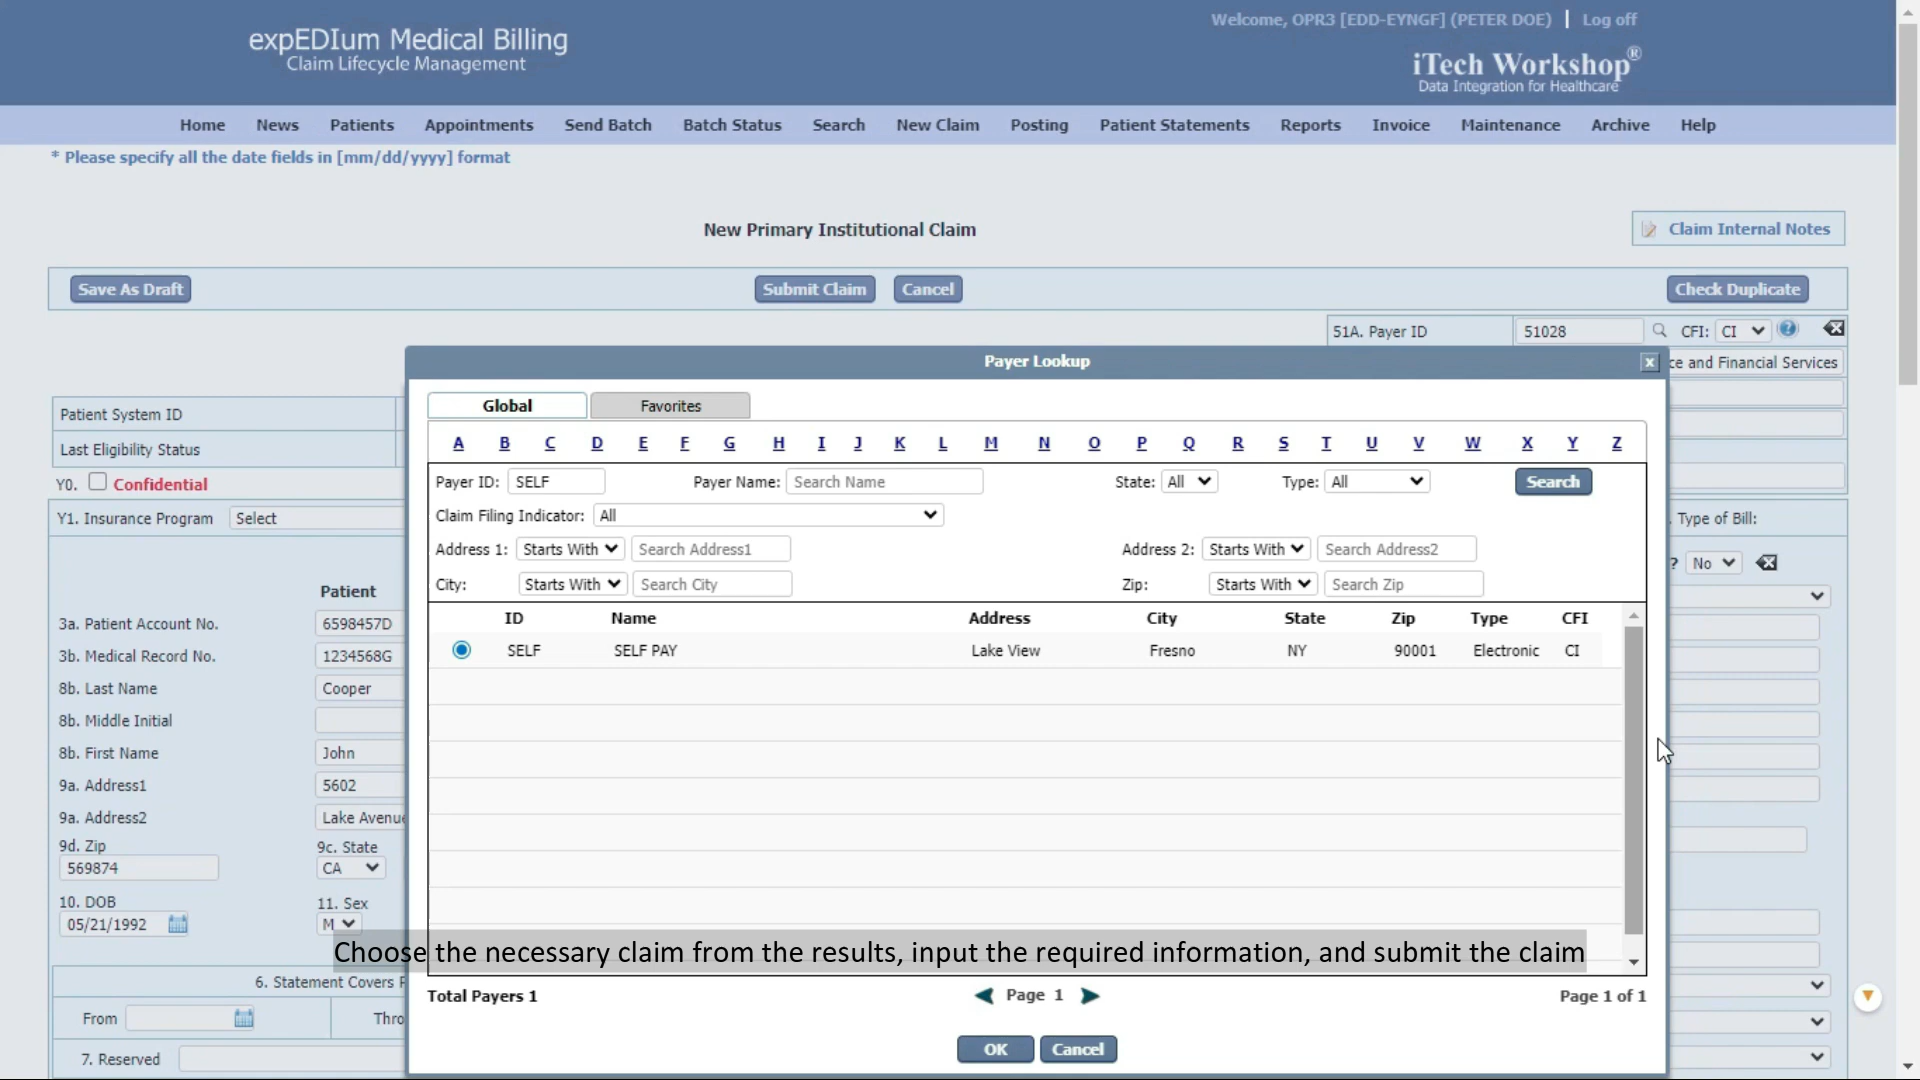 Welcome, OPR3 [EDD-EYNGF] (PETER DOE) | Log off
expEDIum Medical Billing
Claim Lifecycle Management
iTech Workshop®
Data Integration for Healthcare
Home News Patients Appointments Send Batch Batch Status Search New Claim Posting Patient Statements Reports Invoice Maintenance Archive Help
* Please specify all the date fields in [mm/dd/yyyy] format
New Primary Institutional Claim
Claim Internal Notes
Save As Draft Submit Claim Cancel Check Duplicate
51A. Payer ID 51028 CFI: CI
Payer Lookup x
ce and Financial Services
Global Favorites
Patient System ID
A B C D E F G H I J K L M N O P Q R S T U V W X Y Z
Last Eligibility Status
Y0. Confidential
Payer ID: SELF Payer Name: Search Name State: All Type: All Search
Y1. Insurance Program Select
Claim Filing Indicator: All
. Type of Bill:
Address 1: Starts With Search Address1 Address 2: Starts With Search Address2
? No
City: Starts With Search City Zip: Starts With Search Zip
Patient
ID Name Address City State Zip Type CFI
3a. Patient Account No. 6598457D
SELF SELF PAY Lake View Fresno NY 90001 Electronic CI
3b. Medical Record No. 1234568G
8b. Last Name Cooper
8b. Middle Initial
8b. First Name John
9a. Address1 5602
9a. Address2 Lake Avenu
9d. Zip 9c. State
569874 CA
10. DOB 11. Sex
05/21/1992 M
Choose the necessary claim from the results, input the required information, and submit the claim
6. Statement Covers P
Total Payers 1 Page 1 Page 1 of 1
From Thro
7. Reserved
OK Cancel